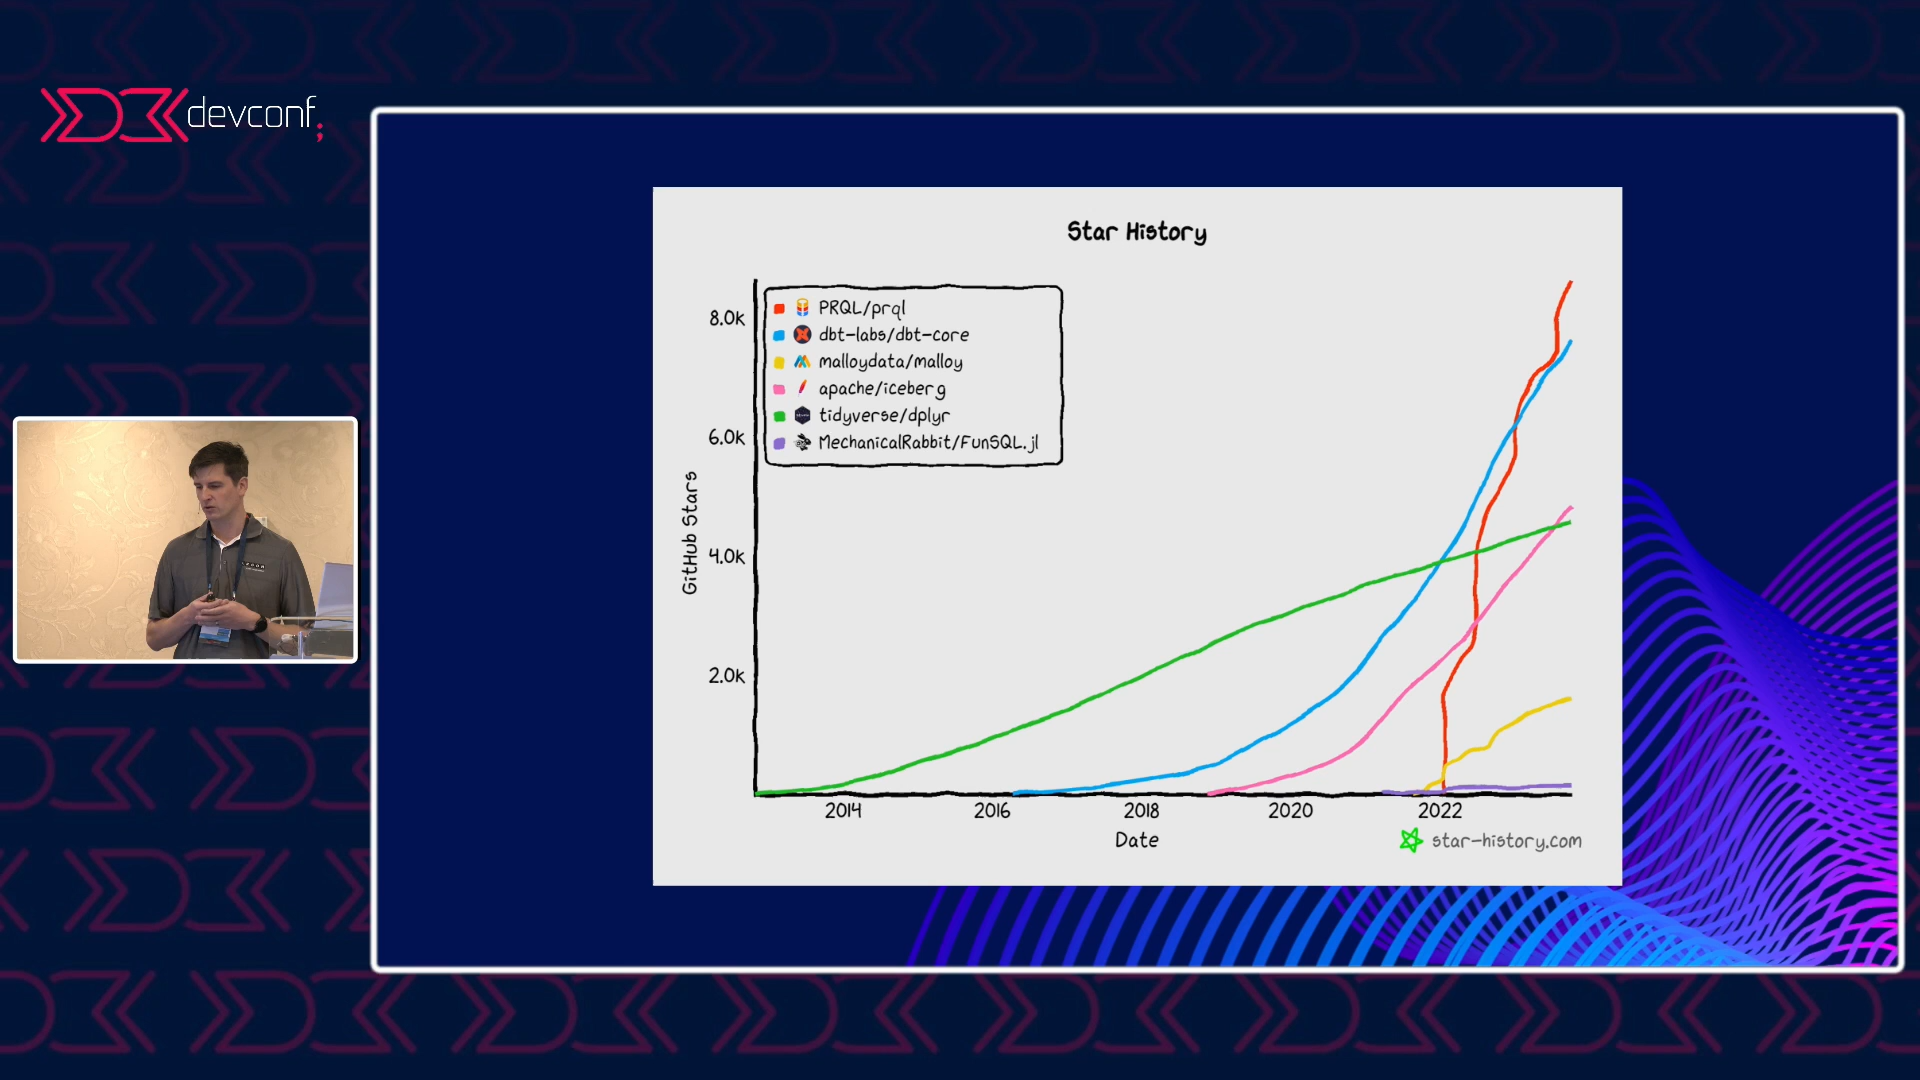 devconf;
Star History
PRQL/prql
dbt-labs/dbt-core
malloydata/malloy
apache/iceberg
tidyverse/dplyr
MechanicalRabbit/FunSQL.jl
8.0k
6.0k
4.0k
2.0k
GitHub Stars
2014 2016 2018 2020 2022
Date
star-history.com